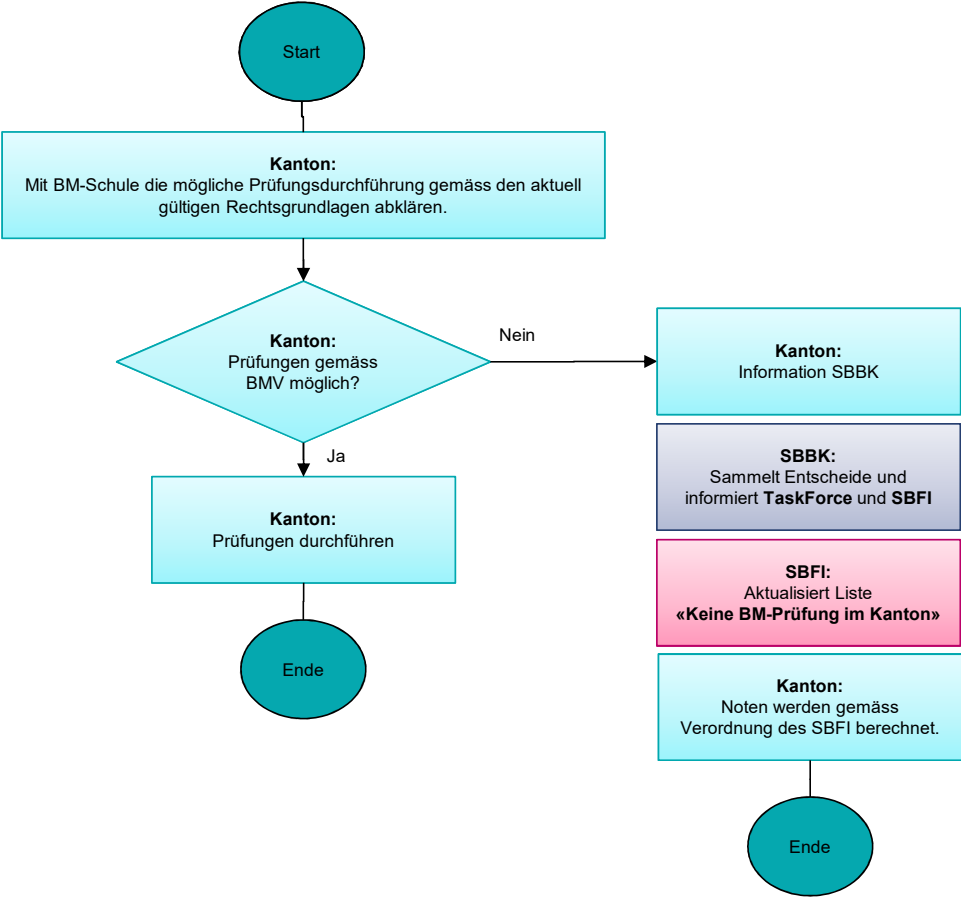 Start
Kanton:
Mit BM-Schule die mögliche Prüfungsdurchführung gemäss den aktuell
gültigen Rechtsgrundlagen abklären.
Kanton:
Prüfungen gemäss
BMV möglich?
Nein
Ja
Kanton:
Prüfungen durchführen
Ende
Kanton:
Information SBBK
SBBK:
Sammelt Entscheide und
informiert TaskForce und SBFI
SBFI:
Aktualisiert Liste
«Keine BM-Prüfung im Kanton»
Kanton:
Noten werden gemäss
Verordnung des SBFI berechnet.
Ende